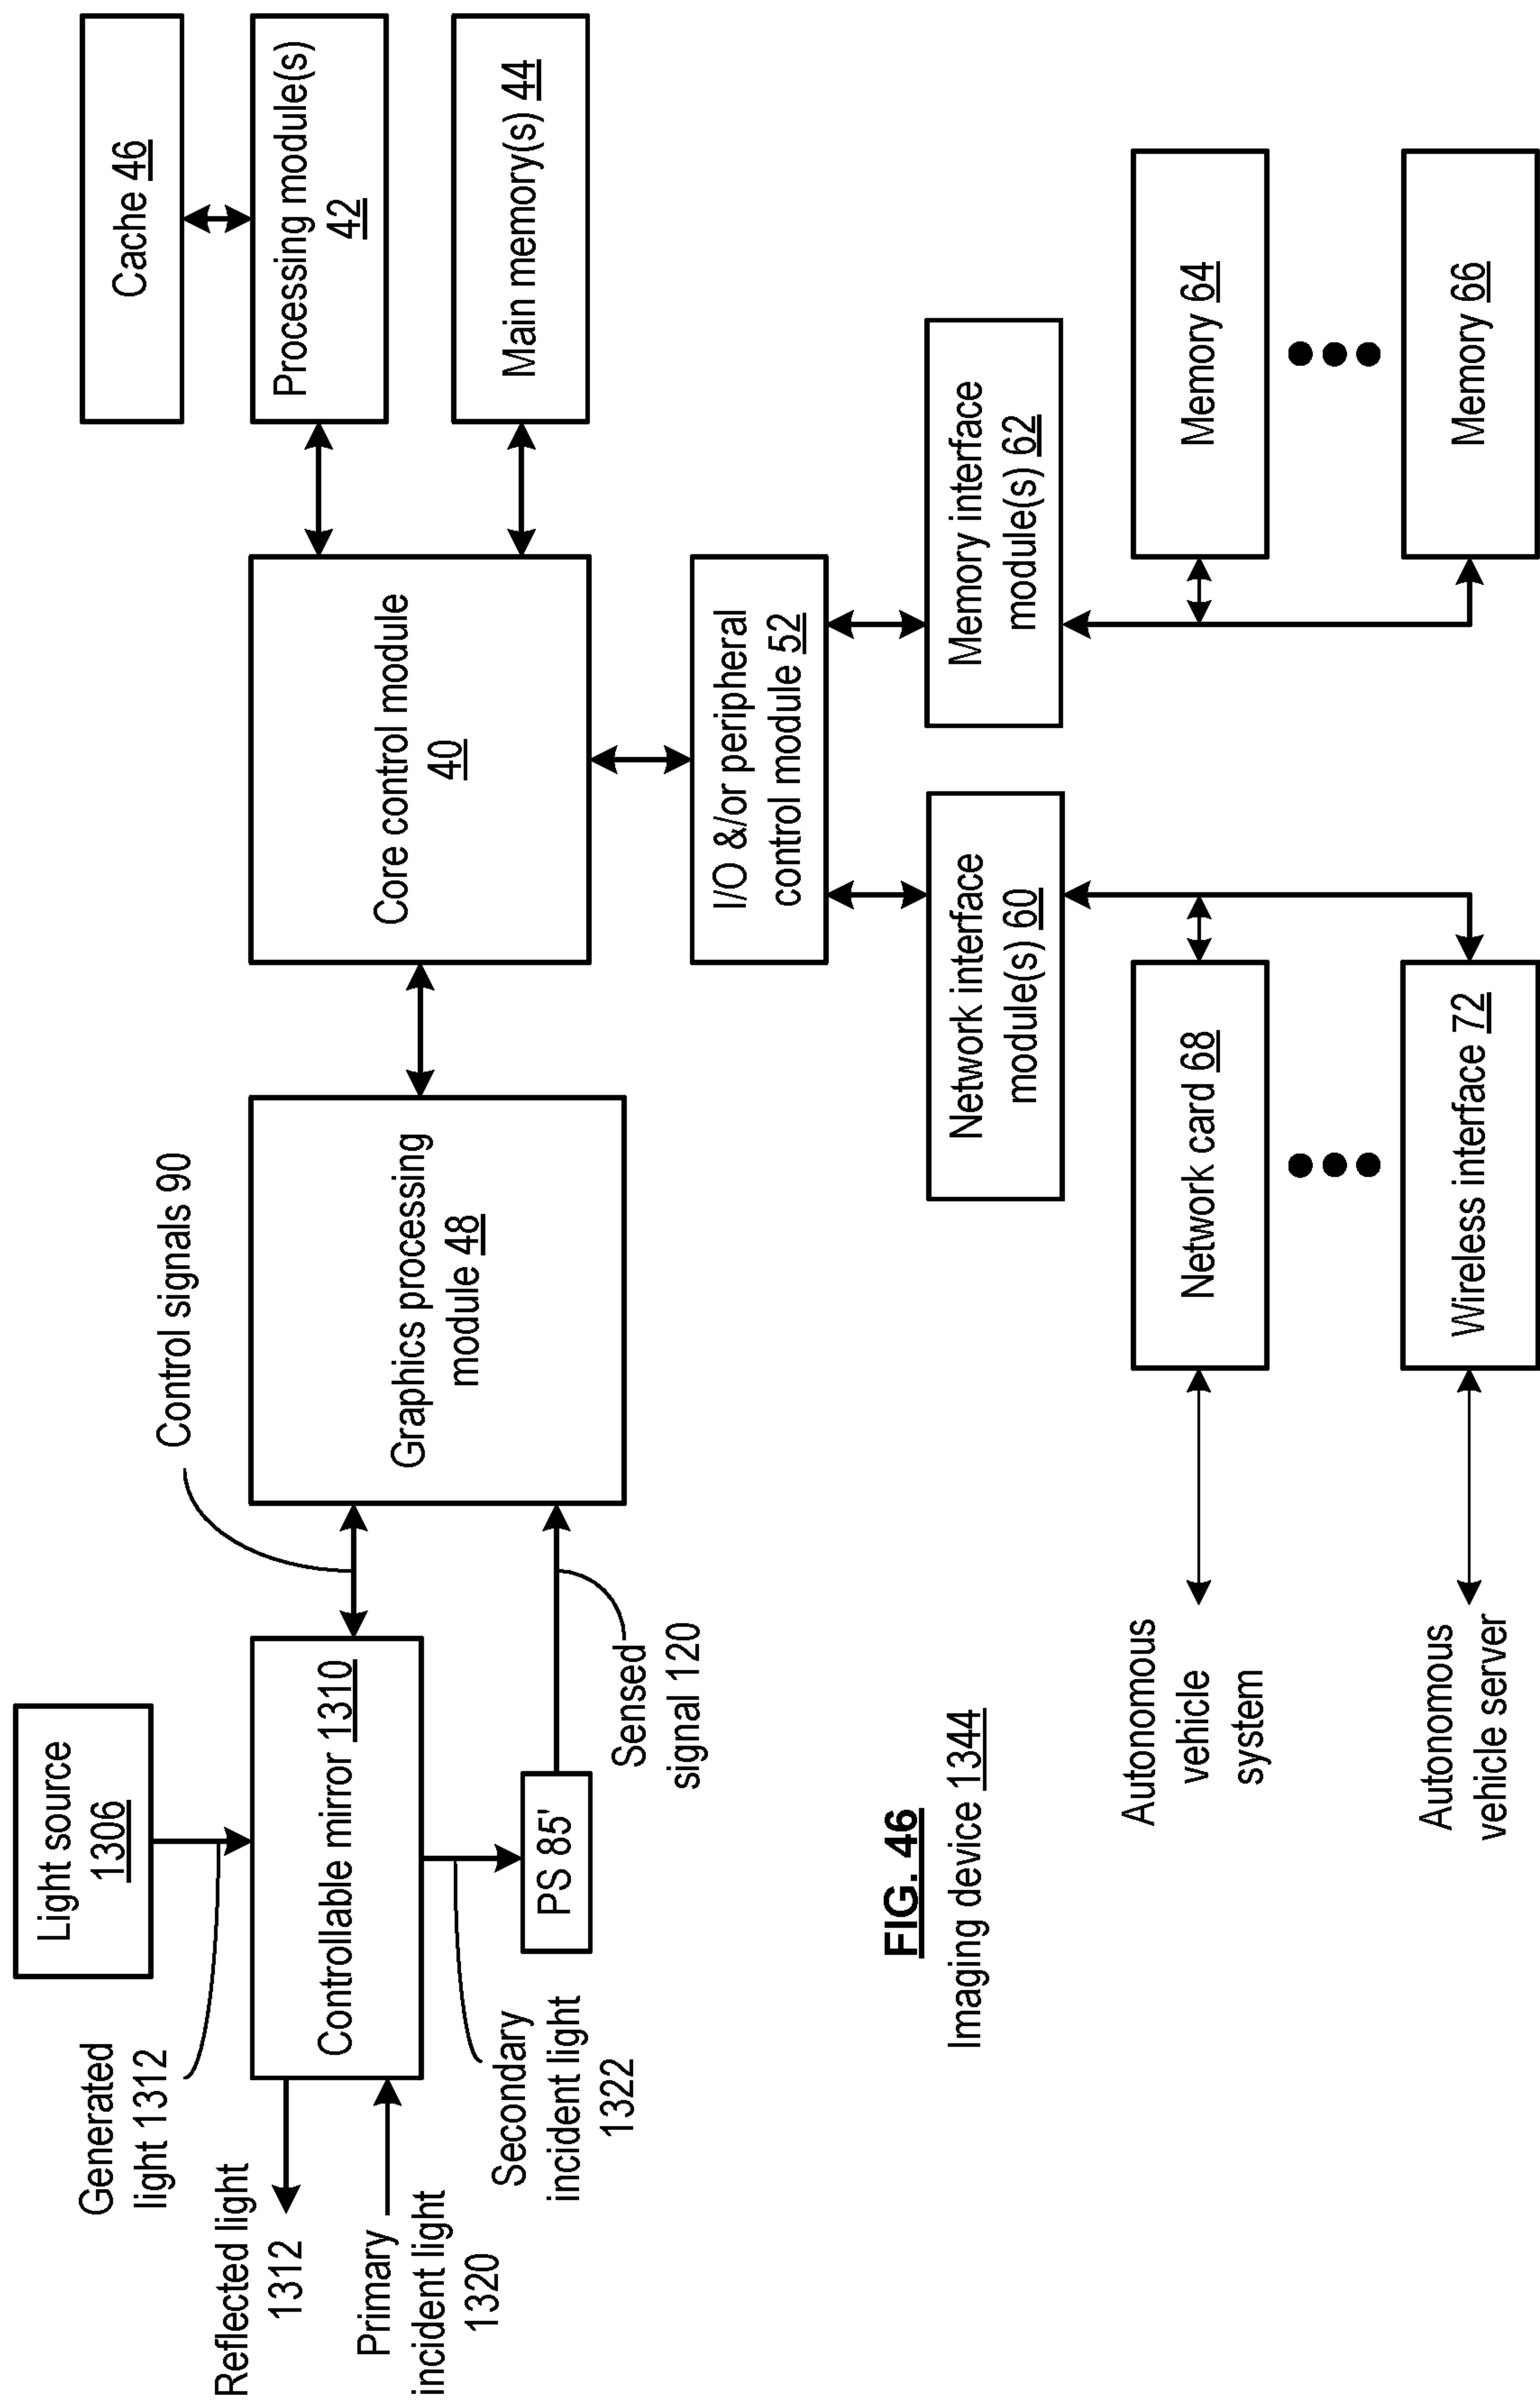 Light source
1306
Generated
light 1312
Reflected light
1312
Primary
incident light
1320
Controllable mirror 1310
Secondary
incident light
1322
PS 85'
Sensed
signal 120
Control signals 90
Graphics processing
module 48
Core control module
40
Cache 46
Processing module(s)
42
Main memory(s) 44
I/O &/or peripheral
control module 52
Network interface
module(s) 60
Memory interface
module(s) 62
Network card 68
Wireless interface 72
Memory 64
Memory 66
Autonomous
vehicle
system
Autonomous
vehicle server
FIG. 46
Imaging device 1344